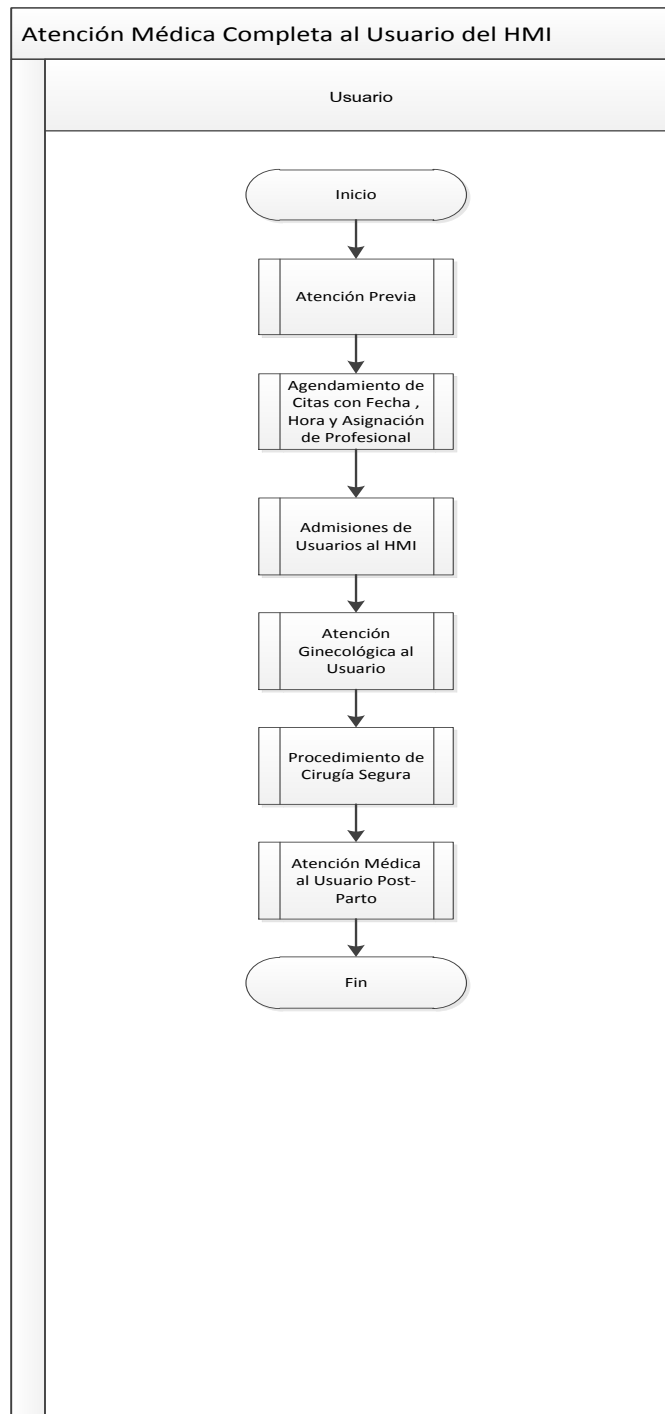 Atención Médica Completa al Usuario del HMI
Usuario
Inicio
Atención Previa
Agendamiento de
Citas con Fecha ,
Hora y Asignación
de Profesional
Admisiones de
Usuarios al HMI
Atención
Ginecológica al
Usuario
Procedimiento de
Cirugía Segura
Atención Médica
al Usuario Post-
Parto
Fin